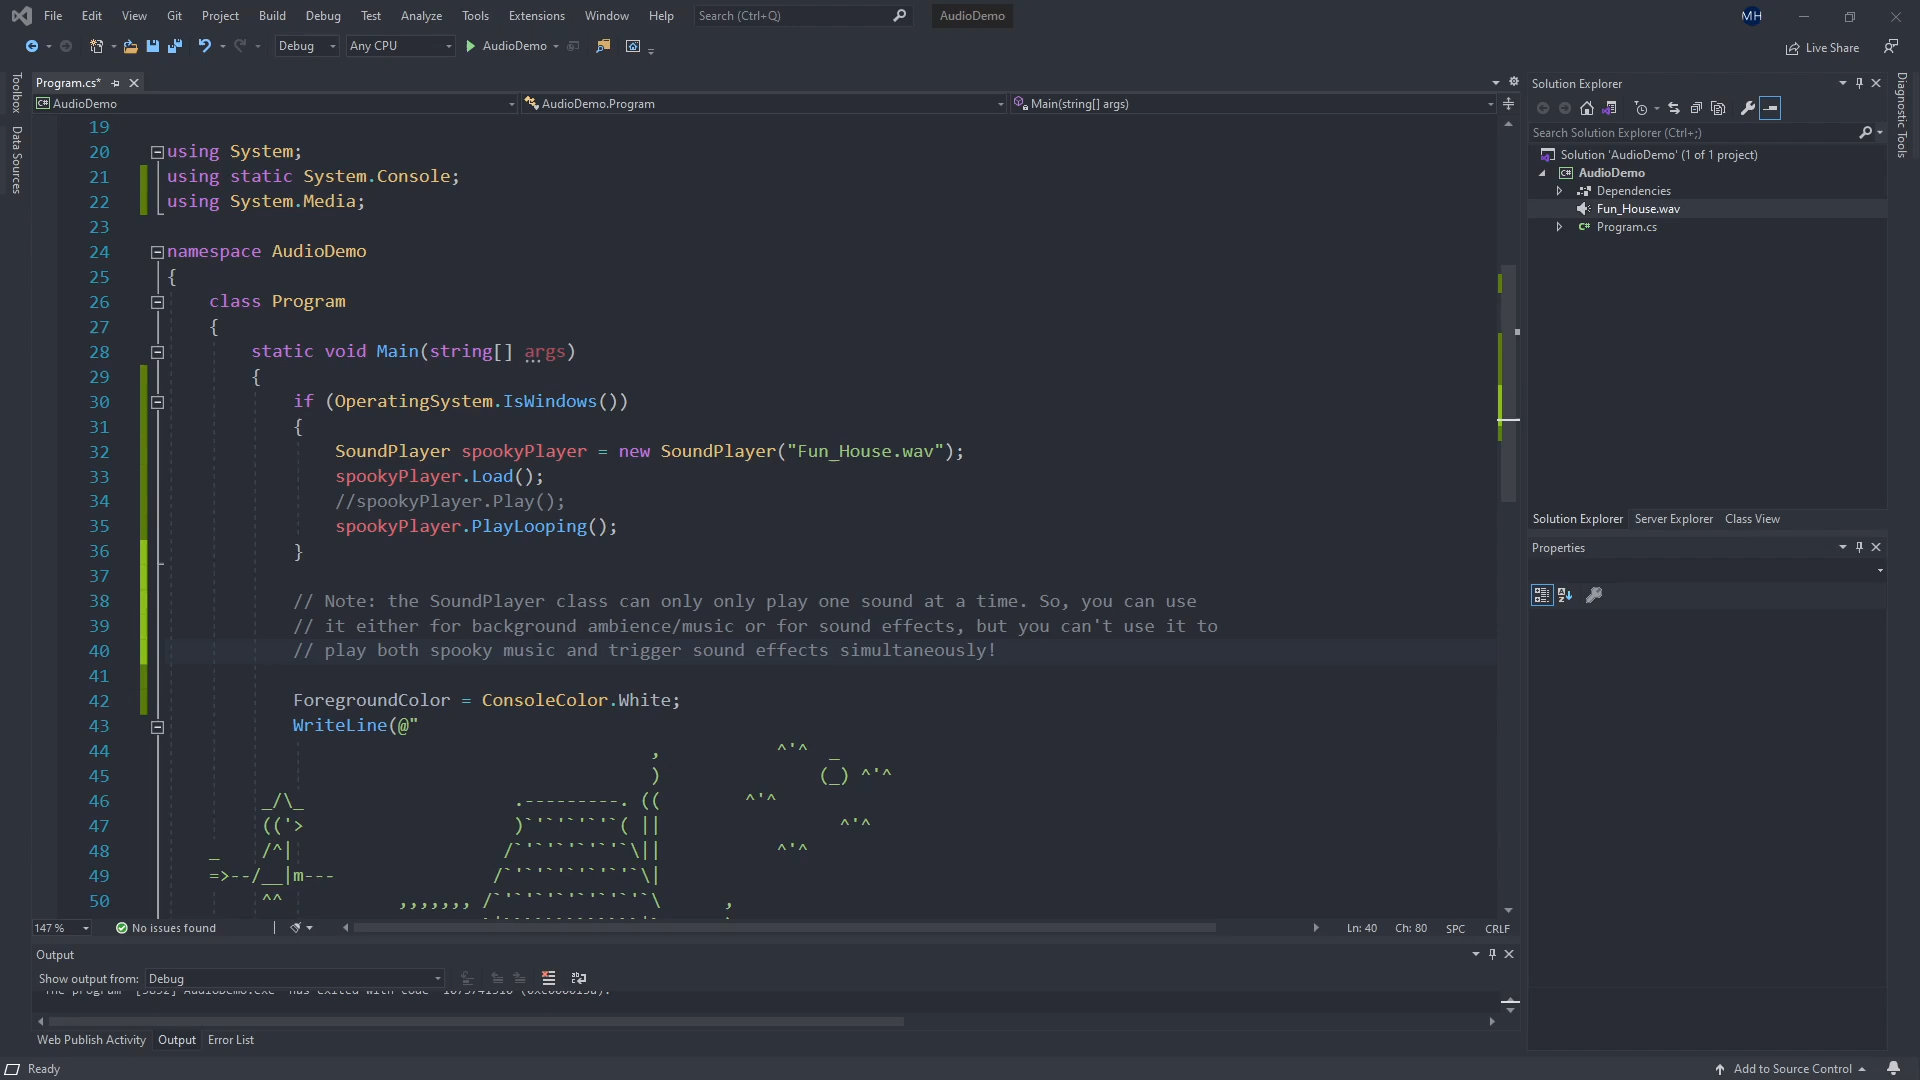 File Edit View Git Project Build Debug Test Analyze Tools Extensions Window Help Search (Ctrl+Q) AudioDemo MH
Debug Any CPU AudioDemo Live Share
Toolbox
Data Sources
Program.cs*
AudioDemo AudioDemo.Program Main(string[] args)
19
20 using System;
21 using static System.Console;
22 using System.Media;
23
24 namespace AudioDemo
25 {
26 class Program
27 {
28 static void Main(string[] args)
29 {
30 if (OperatingSystem.IsWindows())
31 {
32 SoundPlayer spookyPlayer = new SoundPlayer("Fun_House.wav");
33 spookyPlayer.Load();
34 //spookyPlayer.Play();
35 spookyPlayer.PlayLooping();
36 }
37
38 // Note: the SoundPlayer class can only only play one sound at a time. So, you can use
39 // it either for background ambience/music or for sound effects, but you can't use it to
40 // play both spooky music and trigger sound effects simultaneously!
41
42 ForegroundColor = ConsoleColor.White;
43 WriteLine(@"
44 , ^'^ _
45 ) (_) ^'^
46 _/\_ .---------. (( ^'^
47 (('> )`'`'`'`'`( || ^'^
48 _ /^| /`'`'`'`'`'`\|| ^'^
49 =>--/__|m--- /`'`'`'`'`'`'`\|
50 ^^ ,,,,,,, /`'`'`'`'`'`'`'`\ ,
147 % No issues found Ln: 40 Ch: 80 SPC CRLF
Output
Show output from: Debug
Web Publish Activity Output Error List
Ready Add to Source Control
Solution Explorer
Search Solution Explorer (Ctrl+;)
Solution 'AudioDemo' (1 of 1 project)
AudioDemo
Dependencies
Fun_House.wav
Program.cs
Solution Explorer Server Explorer Class View
Properties
Diagnostic Tools